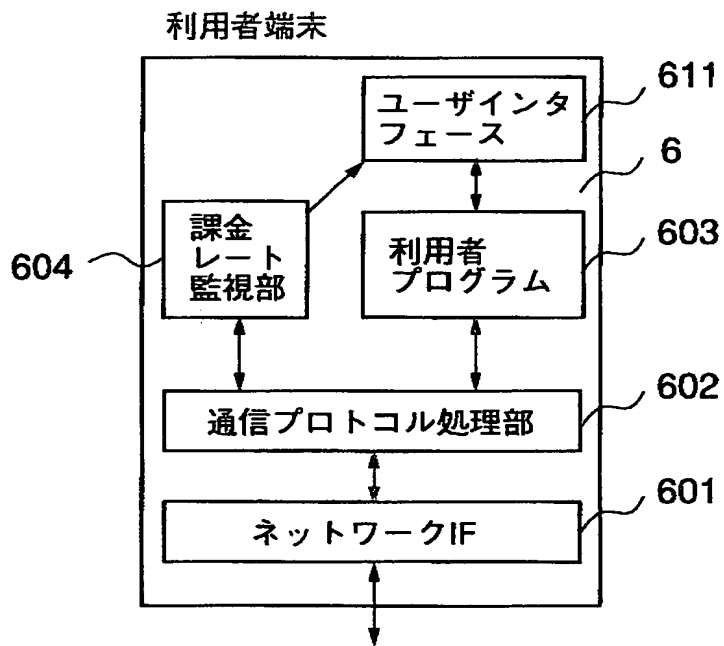 利用者端末
611
ユーザインタ
フェース
6
課金
レート
監視部
604
利用者
プログラム
603
602
通信プロトコル処理部
601
ネットワークIF